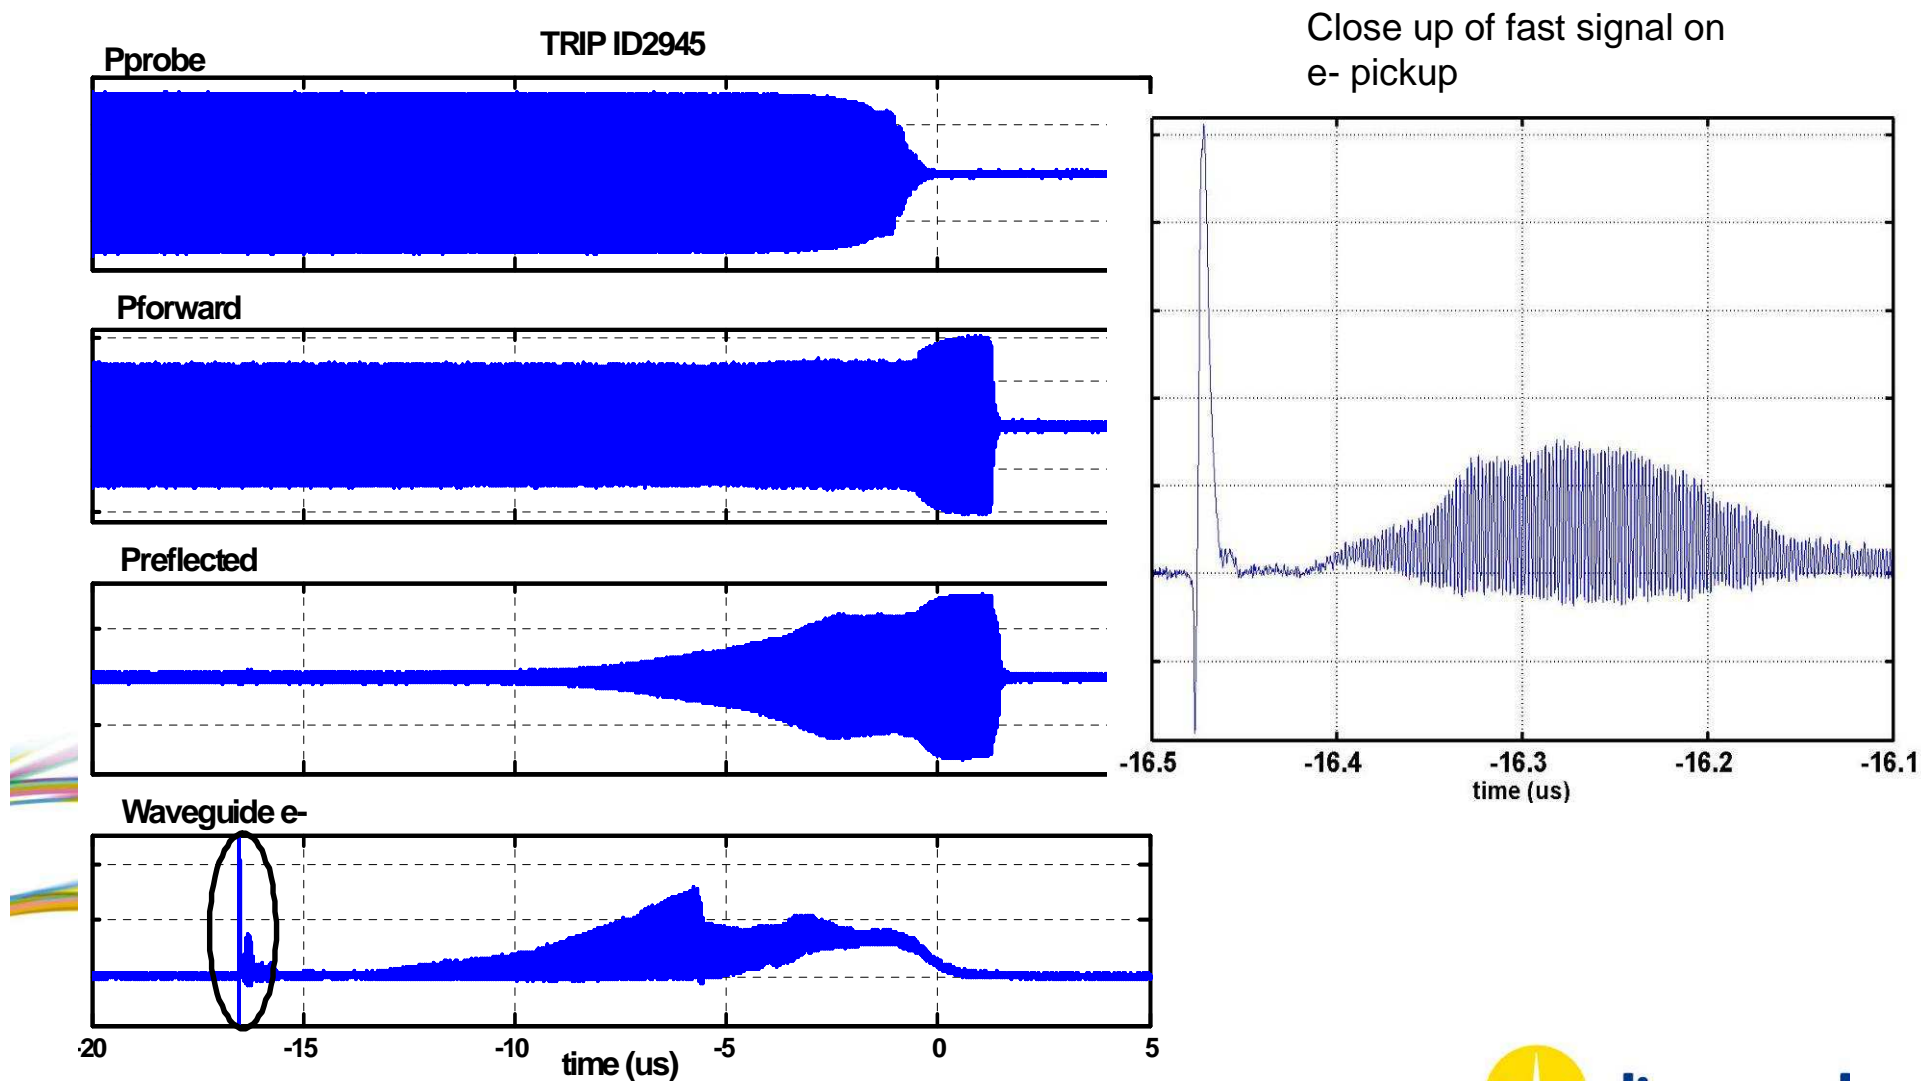 TRIP ID2945
Close up of fast signal on
e- pickup
Pprobe
Pforward
Preflected
Waveguide e-
-20 -15 -10 -5 0 5
time (us)
-16.5 -16.4 -16.3 -16.2 -16.1
time (us)